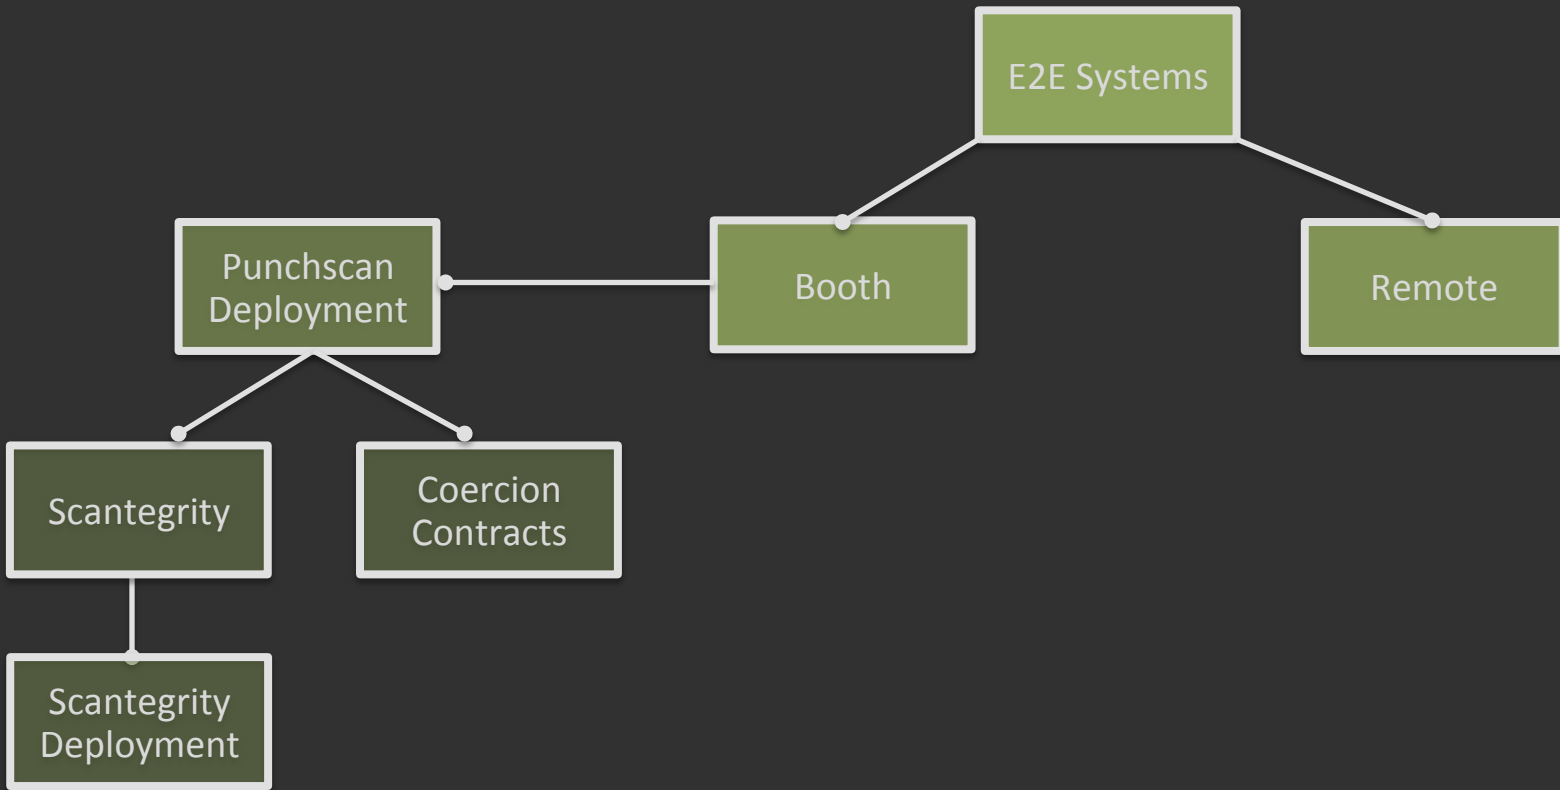 E2E Systems
Punchscan
Deployment
Booth
Remote
Scantegrity
Coercion
Contracts
Scantegrity
Deployment